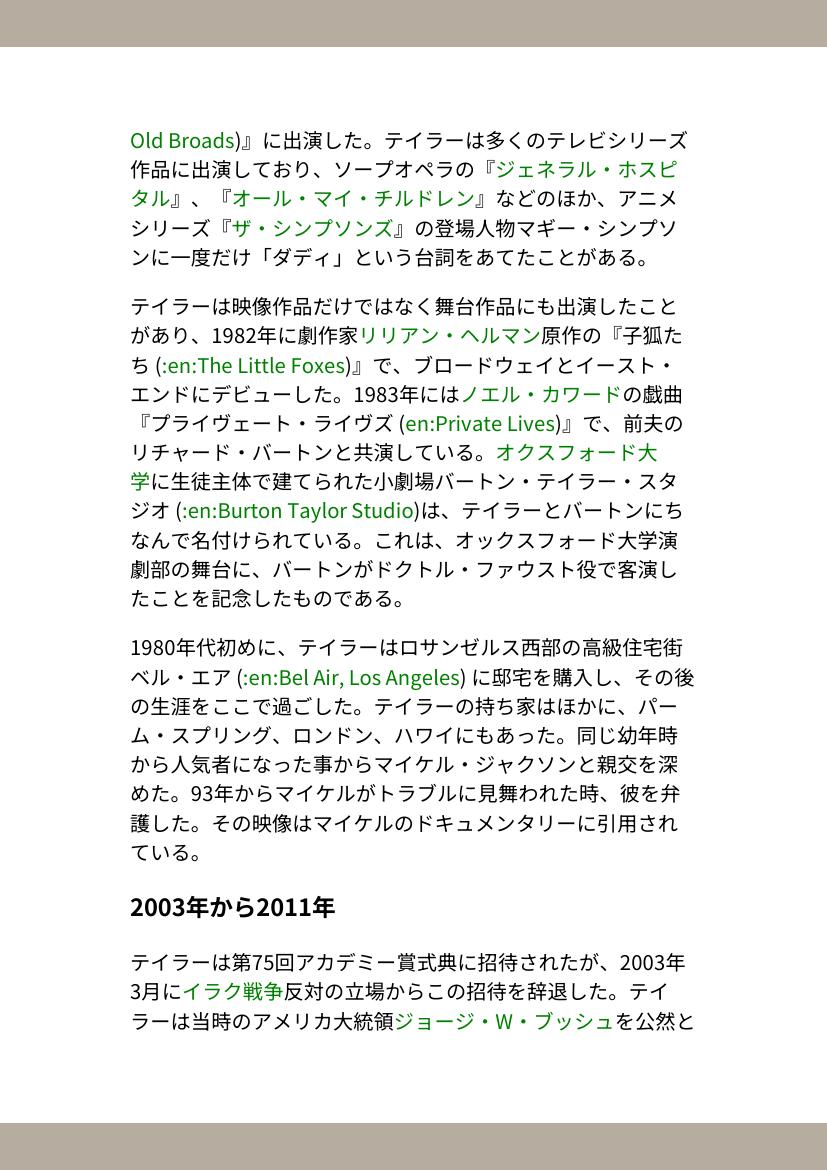 Old Broads)』に出演した。テイラーは多くのテレビシリーズ
作品に出演しており、ソープオペラの『ジェネラル・ホスピ
タル』、『オール・マイ・チルドレン』などのほか、アニメ
シリーズ『ザ・シンプソンズ』の登場人物マギー・シンプソ
ンに一度だけ「ダディ」という台詞をあてたことがある。
テイラーは映像作品だけではなく舞台作品にも出演したこと
があり、1982年に劇作家リリアン・ヘルマン原作の『子狐た
ち (:en:The Little Foxes)』で、ブロードウェイとイースト・
エンドにデビューした。1983年にはノエル・カワードの戯曲
『プライヴェート・ライヴズ (en:Private Lives)』で、前夫の
リチャード・バートンと共演している。オクスフォード大
学に生徒主体で建てられた小劇場バートン・テイラー・スタ
ジオ (:en:Burton Taylor Studio)は、テイラーとバートンにち
なんで名付けられている。これは、オックスフォード大学演
劇部の舞台に、バートンがドクトル・ファウスト役で客演し
たことを記念したものである。
1980年代初めに、テイラーはロサンゼルス西部の高級住宅街
ベル・エア (:en:Bel Air, Los Angeles) に邸宅を購入し、その後
の生涯をここで過ごした。テイラーの持ち家はほかに、パー
ム・スプリング、ロンドン、ハワイにもあった。同じ幼年時
から人気者になった事からマイケル・ジャクソンと親交を深
めた。93年からマイケルがトラブルに見舞われた時、彼を弁
護した。その映像はマイケルのドキュメンタリーに引用され
ている。
2003年から2011年
テイラーは第75回アカデミー賞式典に招待されたが、2003年
3月にイラク戦争反対の立場からこの招待を辞退した。テイ
ラーは当時のアメリカ大統領ジョージ・W・ブッシュを公然と